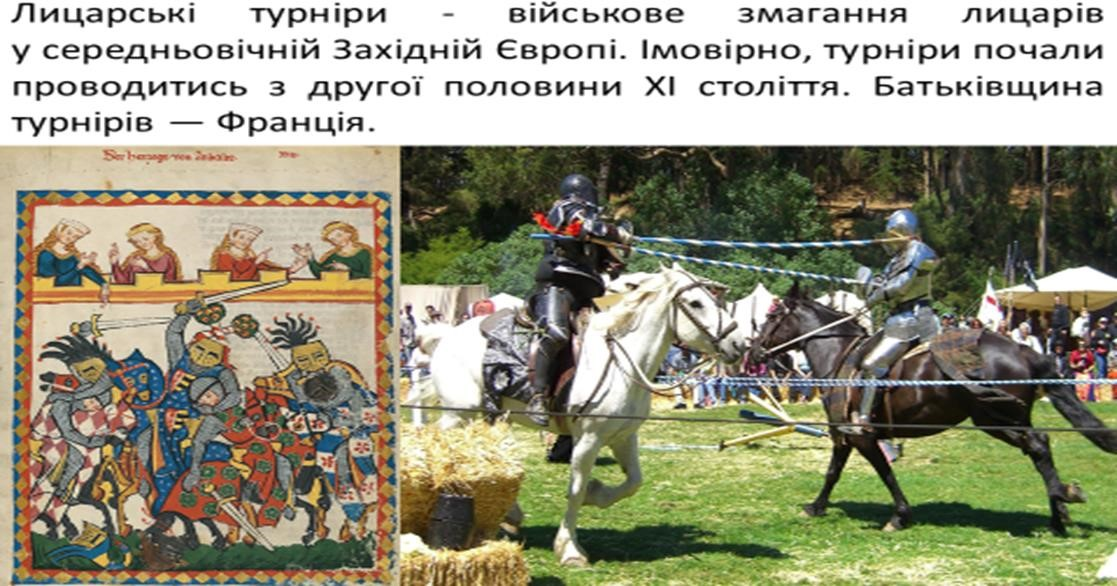 Лицарські турніри - військове змагання лицарів
у середньовічній Західній Європі. Імовірно, турніри почали
проводитись з другої половини XI століття. Батьківщина
турнірів — Франція.